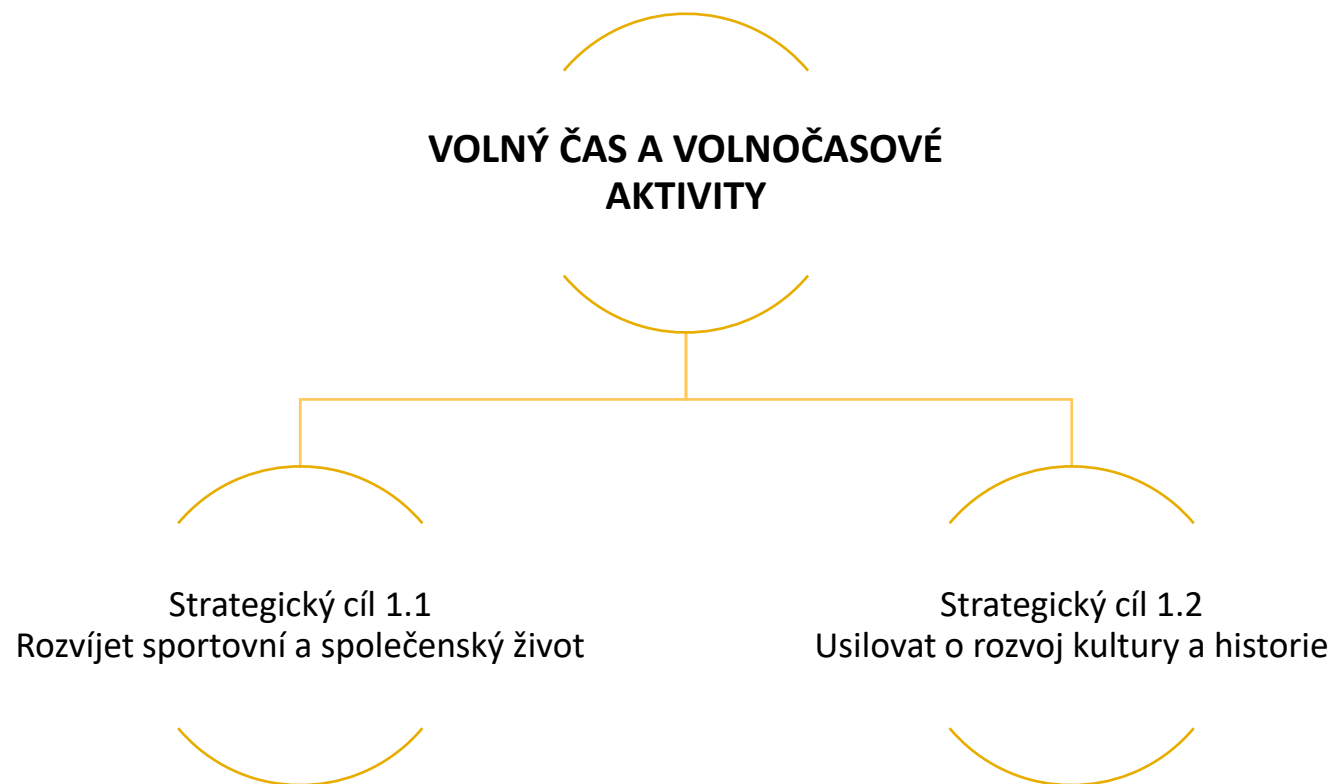 VOLNÝ ČAS A VOLNOČASOVÉ
AKTIVITY
Strategický cíl 1.1
Rozvíjet sportovní a společenský život
Strategický cíl 1.2
Usilovat o rozvoj kultury a historie